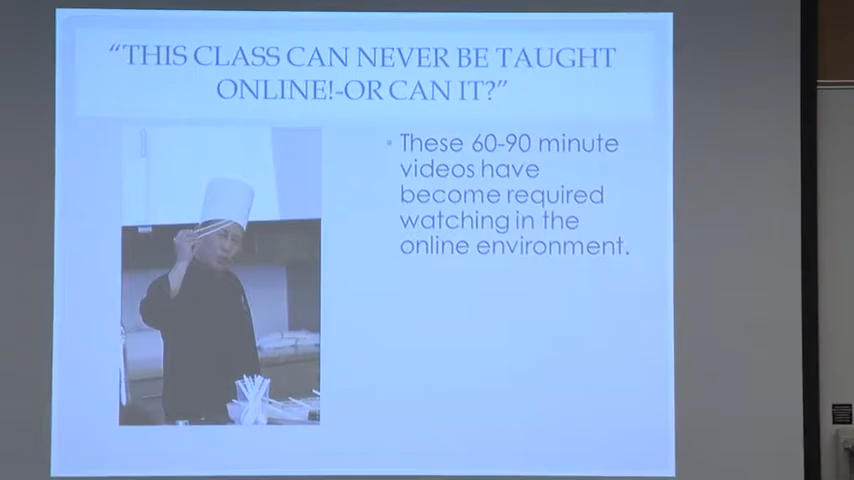 “THIS CLASS CAN NEVER BE TAUGHT
ONLINE!-OR CAN IT?”
These 60-90 minute
videos have
become required
watching in the
online environment.